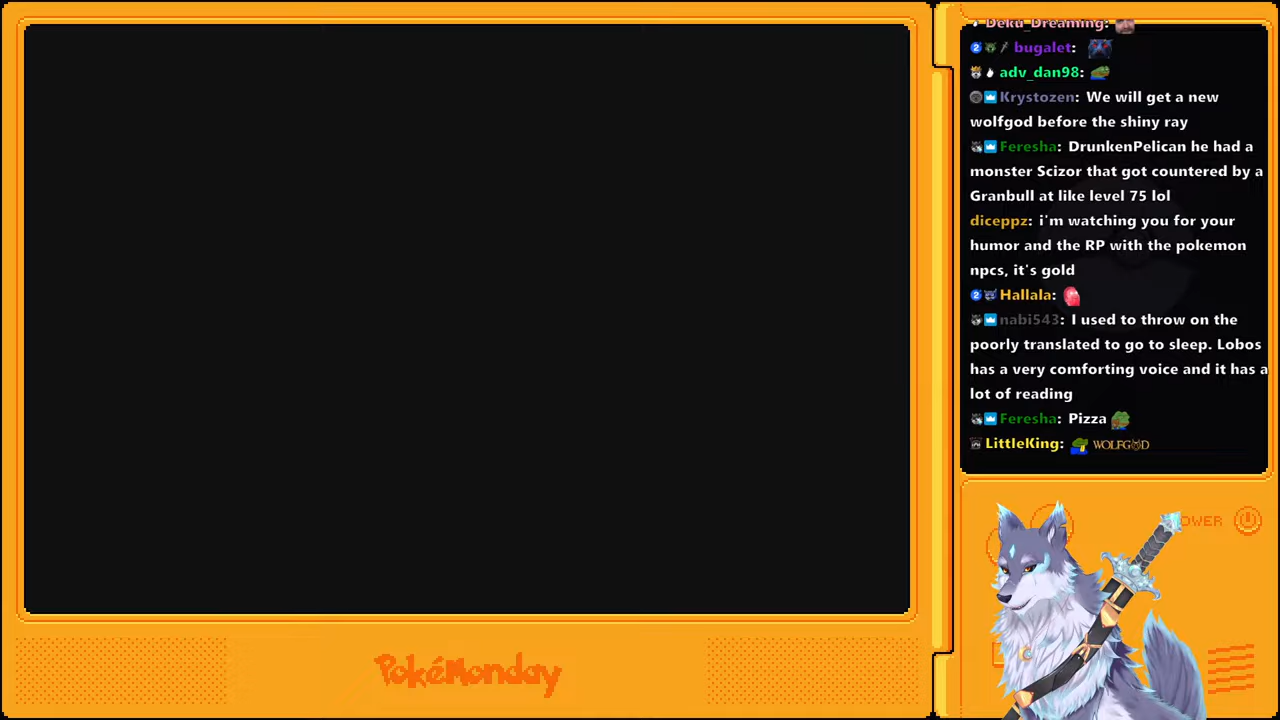 Deku_Dreaming:
bugalet:
adv_dan98:
Krystozen: We will get a new
wolfgod before the shiny ray
Feresha: DrunkenPelican he had a
monster Scizor that got countered by a
Granbull at like level 75 lol
diceppz: i'm watching you for your
humor and the RP with the pokemon
npcs, it's gold
Hallala:
nabi543: I used to throw on the
poorly translated to go to sleep. Lobos
has a very comforting voice and it has a
lot of reading
Feresha: Pizza
LittleKing: WOLFGOD
OWER
PokéMonday